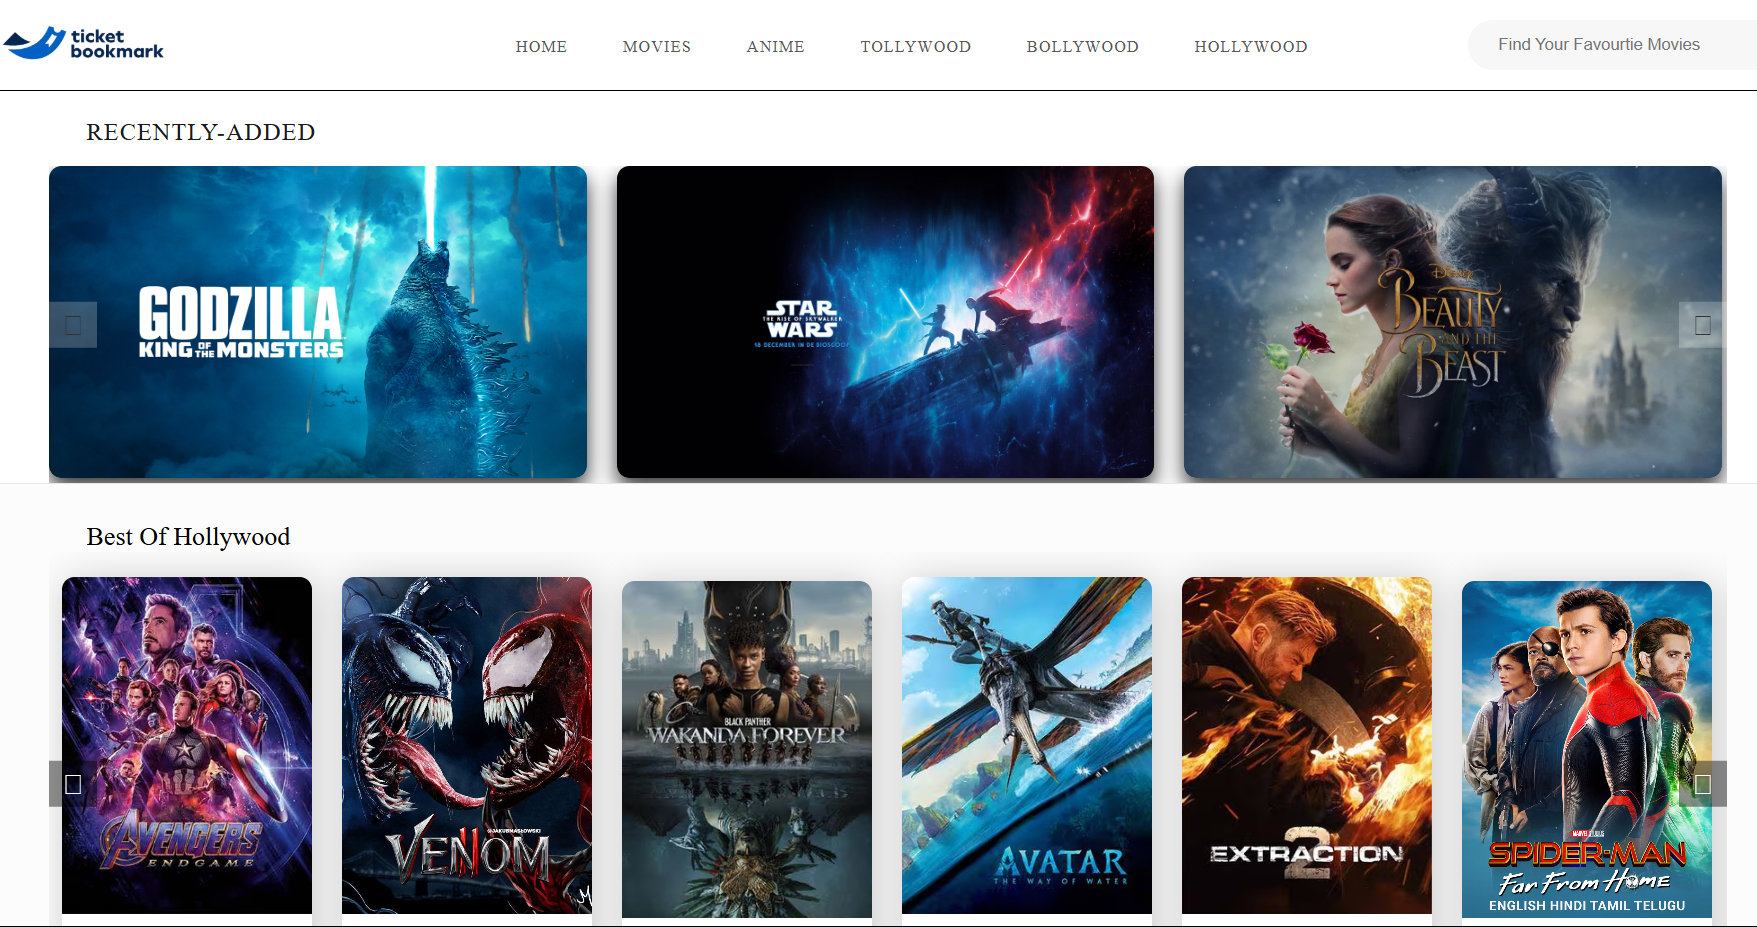 ticket
bookmark
HOME
MOVIES
ANIME
TOLLYWOOD
BOLLYWOOD
HOLLYWOOD
Find Your Favourtie Movies
RECENTLY-ADDED
GODZILLA
KING OF THE MONSTERS
STAR
THE RISE OF SKYWALKER
WARS
18 DECEMBER IN DE BIOSCOOP
Disney
BEAUTY
AND THE
BEAST
Best Of Hollywood
AVENGERS
ENDGAME
@JAKUBMASLOWSKI
VENOM
BLACK PANTHER
WAKANDA FOREVER
AVATAR
THE WAY OF WATER
2
EXTRACTION
MARVEL STUDIOS
SPIDER-MAN
Far From Home
ENGLISH HINDI TAMIL TELUGU